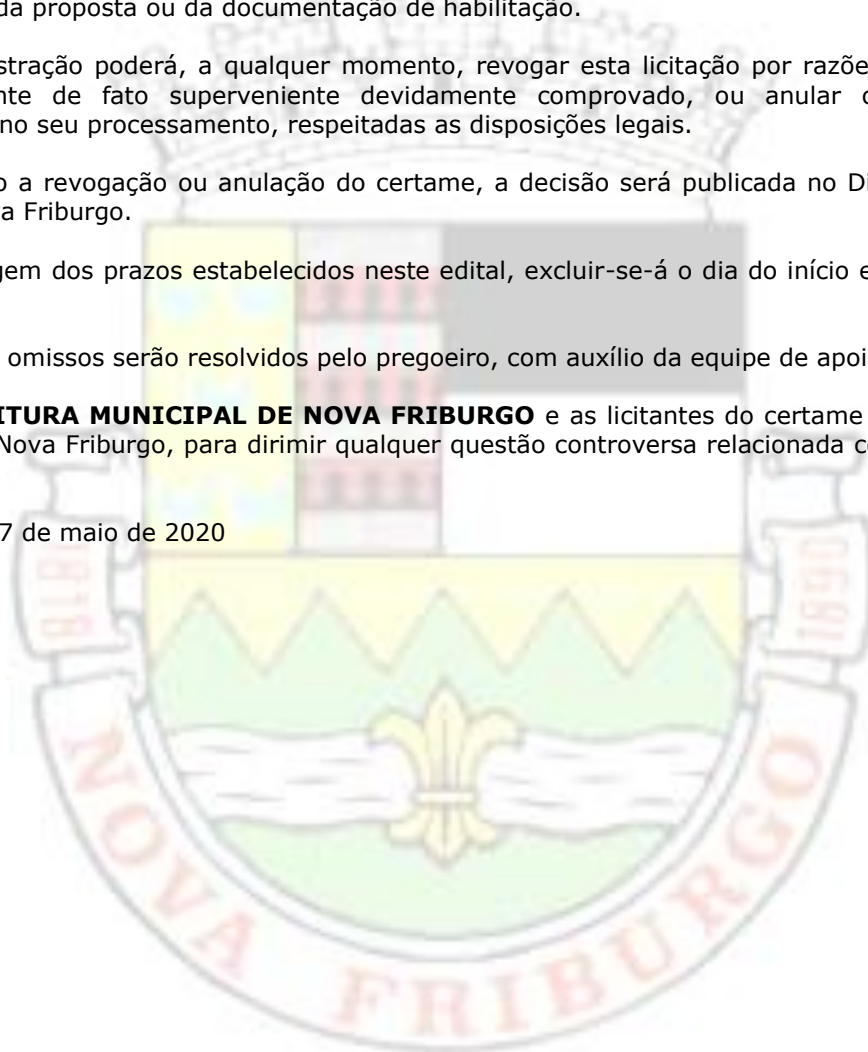 da proposta ou da documentação de habilitação.
stração poderá, a qualquer momento, revogar esta licitação por razõe
nte de fato superveniente devidamente comprovado, ou anular o
no seu processamento, respeitadas as disposições legais.
o a revogação ou anulação do certame, a decisão será publicada no Di
va Friburgo.
gem dos prazos estabelecidos neste edital, excluir-se-á o dia do início e
omissos serão resolvidos pelo pregoeiro, com auxílio da equipe de apoi
ITURA MUNICIPAL DE NOVA FRIBURGO e as licitantes do certame
Nova Friburgo, para dirimir qualquer questão controversa relacionada c
7 de maio de 2020
1818
1890
NOVA FRIBURGO